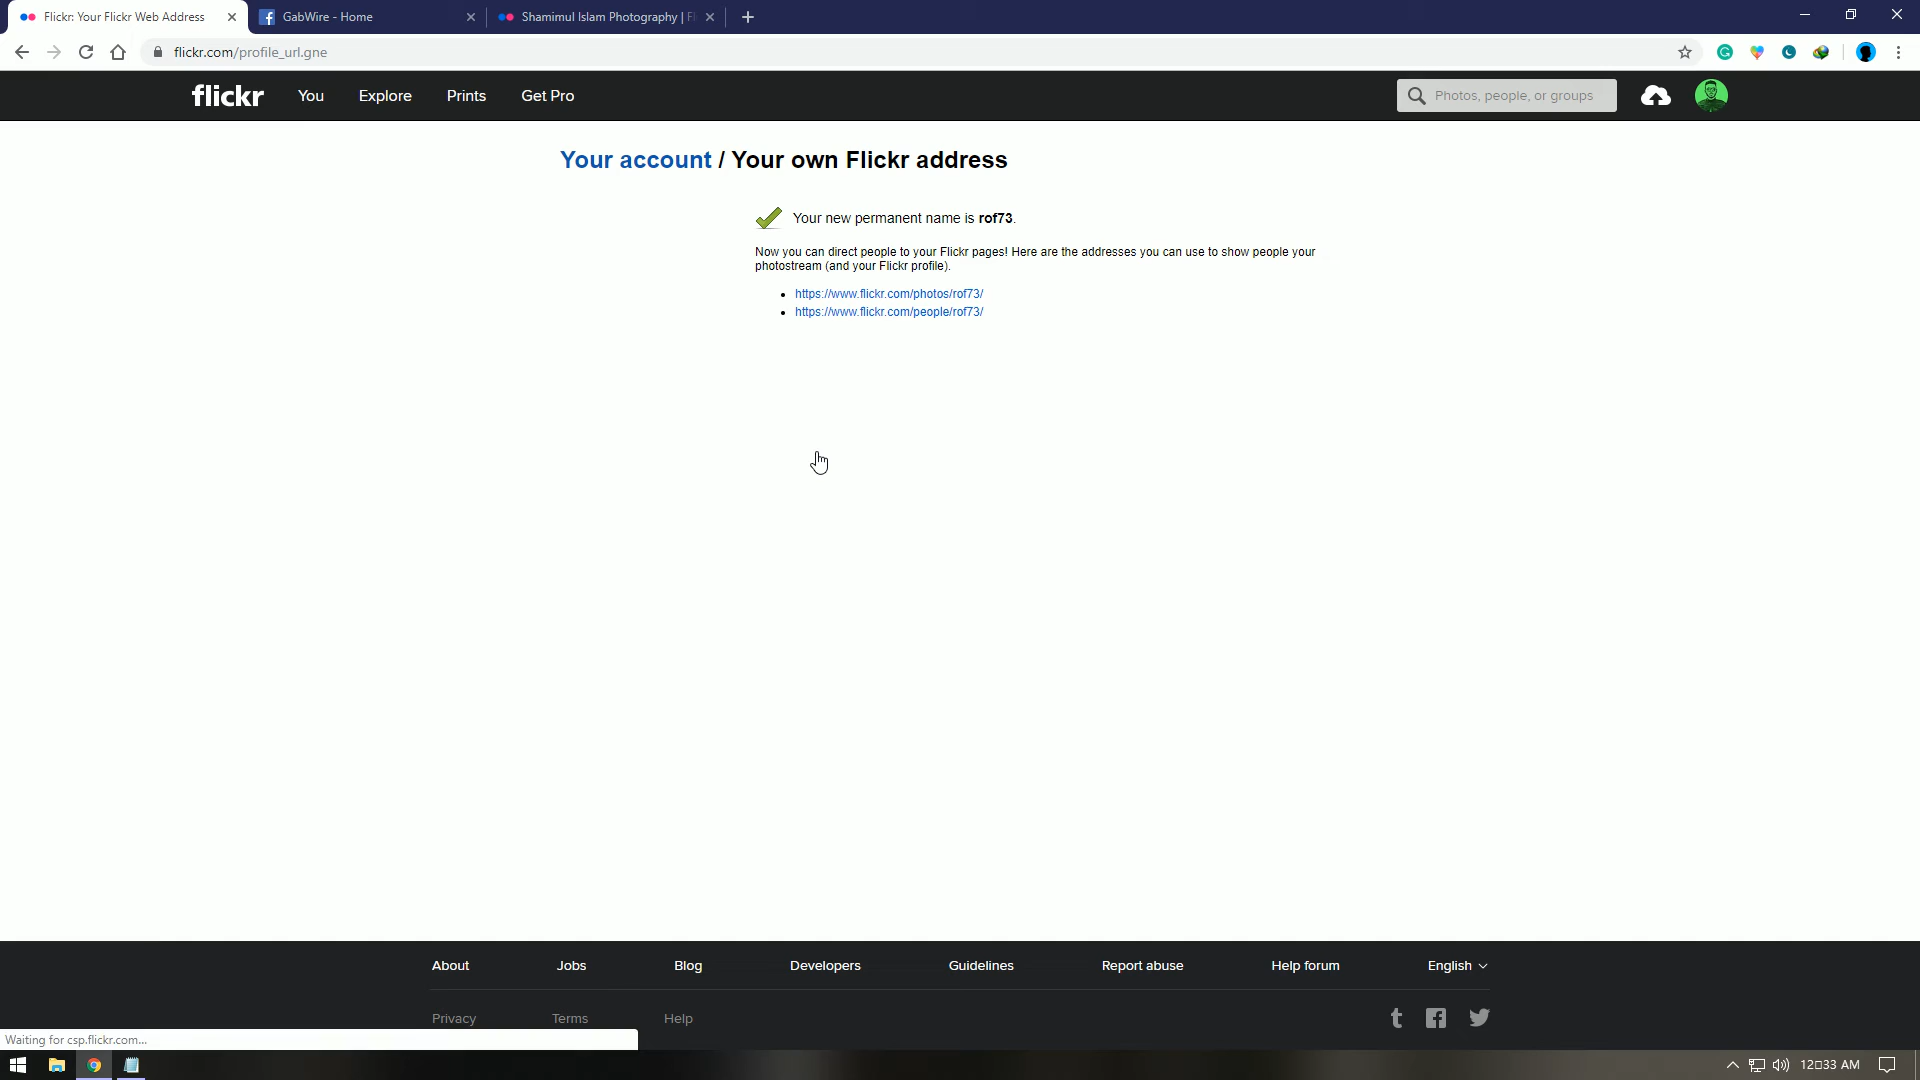 Flickr: Your Flickr Web Address
GabWire - Home
Shamimul Islam Photography |
flickr.com/profile_url.gne
flickr
You
Explore
Prints
Get Pro
Photos, people, or groups
Your account / Your own Flickr address
Your new permanent name is rof73.
Now you can direct people to your Flickr pages! Here are the addresses you can use to show people your
photostream (and your Flickr profile).
https://www.flickr.com/photos/rof73/
https://www.flickr.com/people/rof73/
About
Jobs
Blog
Developers
Guidelines
Report abuse
Help forum
English
Privacy
Terms
Help
Waiting for csp.flickr.com...
12□33 AM